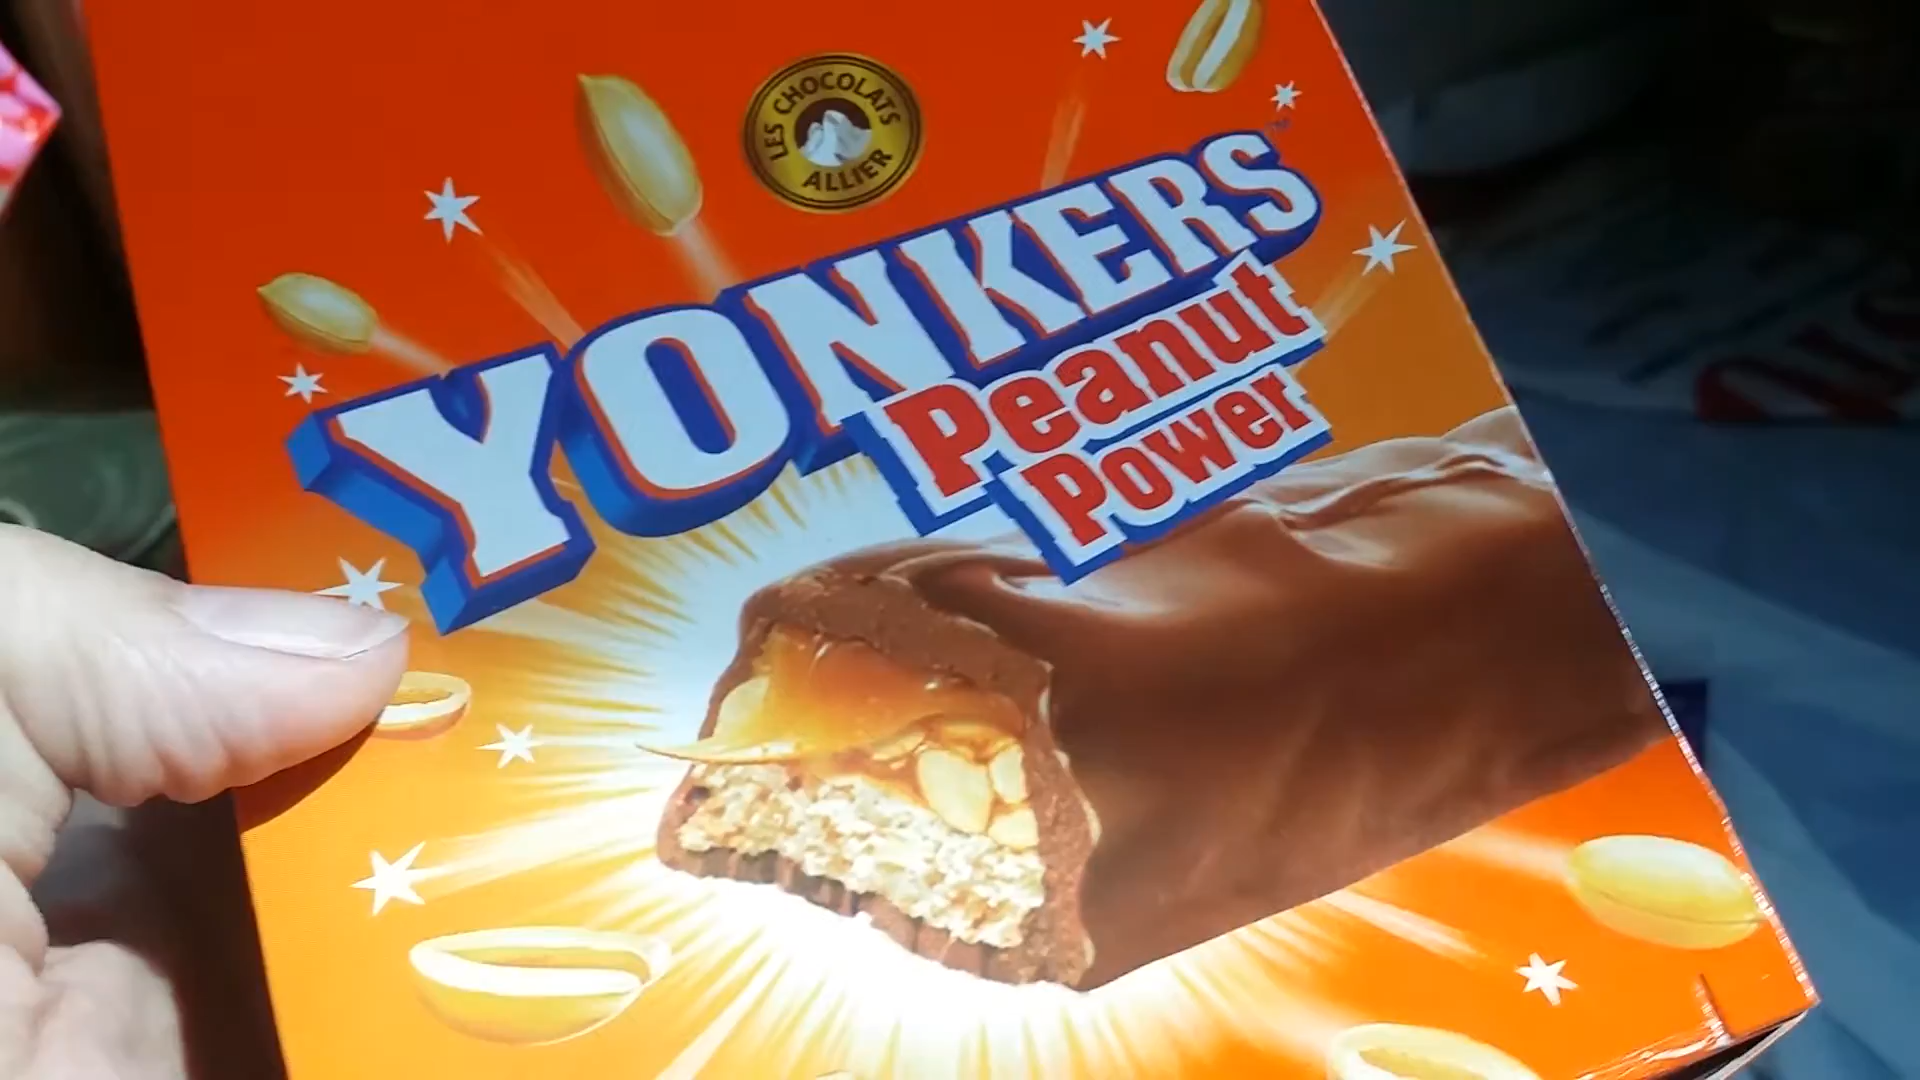 LES CHOCOLATS
ALLIER
YONKERS™
Peanut
Power